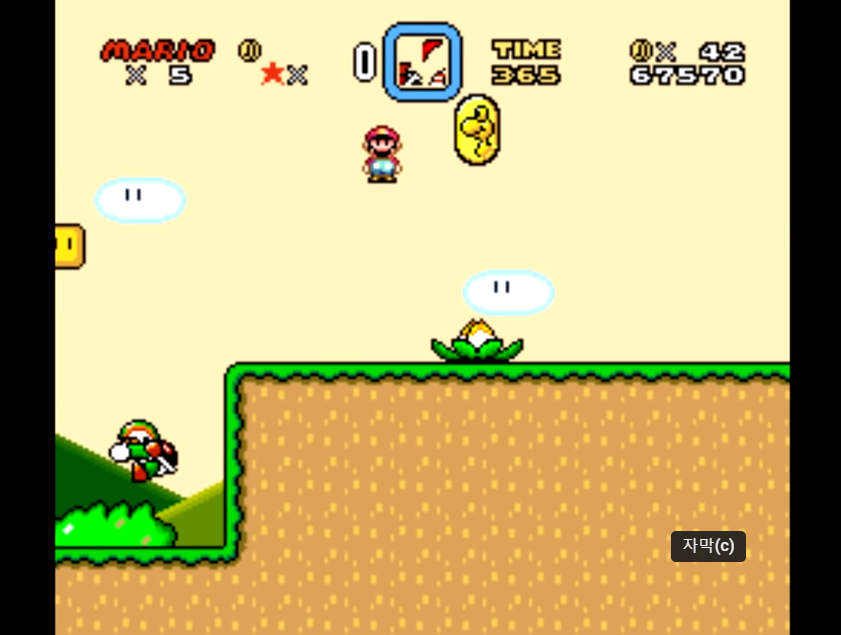 MARIO
× 5
×
0
TIME
365
× 42
67570
자막(c)